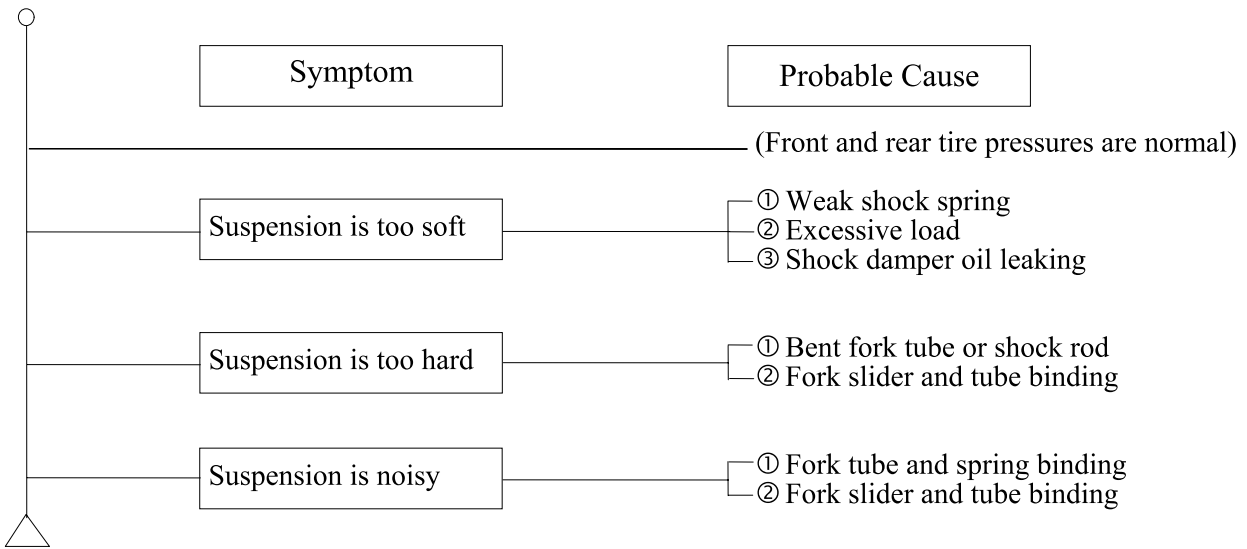 Symptom
Probable Cause
(Front and rear tire pressures are normal)
Suspension is too soft
① Weak shock spring
② Excessive load
③ Shock damper oil leaking
Suspension is too hard
① Bent fork tube or shock rod
② Fork slider and tube binding
Suspension is noisy
① Fork tube and spring binding
② Fork slider and tube binding